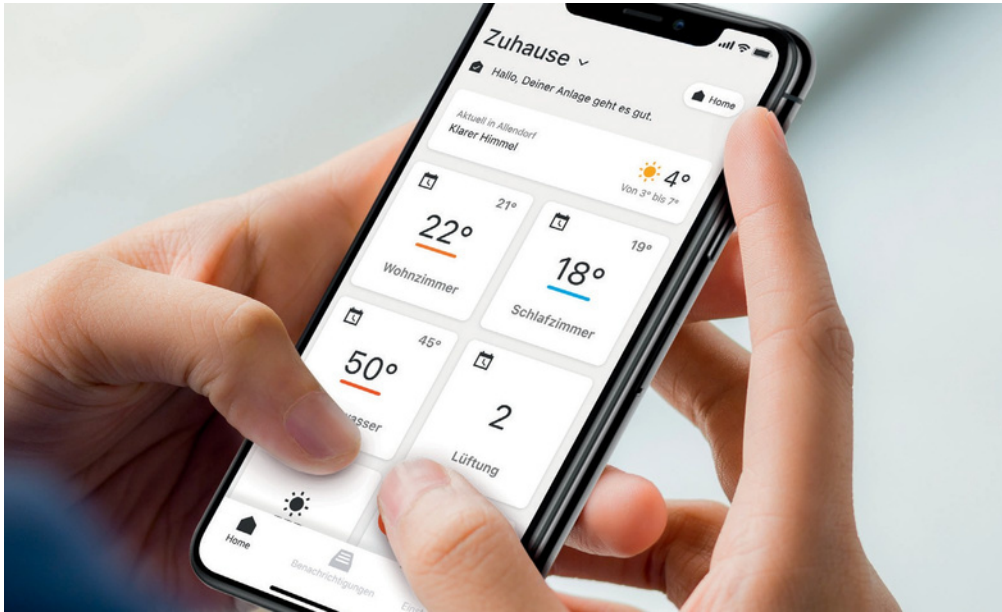 Zuhause
Hallo, Deiner Anlage geht es gut.
Home
Aktuell in Allendorf
Klarer Himmel
4°
Von 3° bis 7°
21°
22°
Wohnzimmer
19°
18°
Schlafzimmer
45°
50°
2
Lüftung
Home
Benachrichtigungen